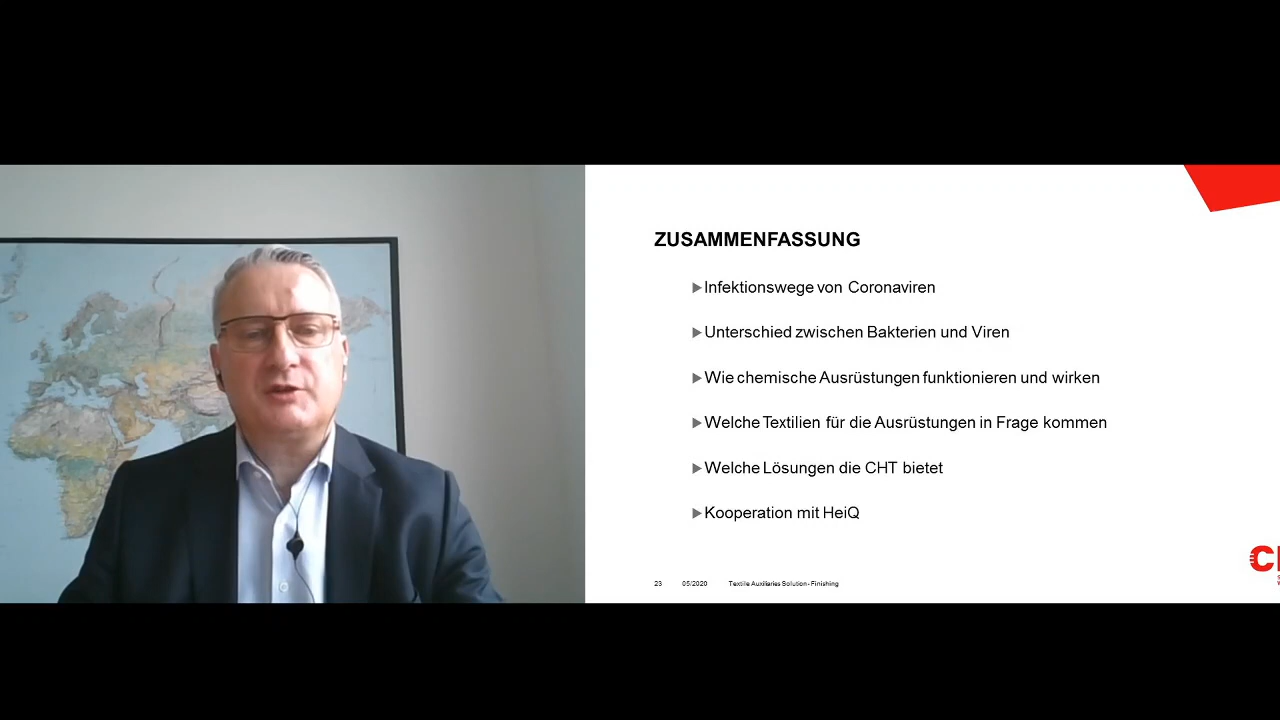 ZUSAMMENFASSUNG
Infektionswege von Coronaviren
Unterschied zwischen Bakterien und Viren
Wie chemische Ausrüstungen funktionieren und wirken
Welche Textilien für die Ausrüstungen in Frage kommen
Welche Lösungen die CHT bietet
Kooperation mit HeiQ
23 05/2020 Textile Auxiliaries Solution - Finishing